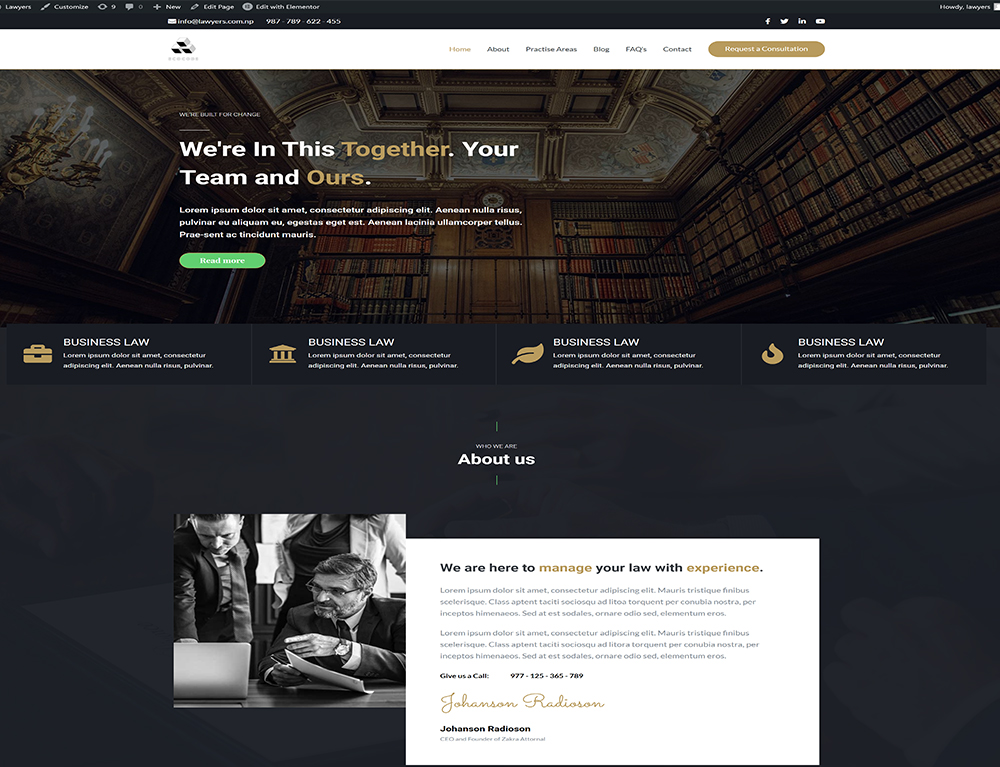 Lawyers Customize 9 0 New Edit Page Edit with Elementor Howdy, lawyers
info@lawyers.com.np 987 - 789 - 622 - 455
Home About Practise Areas Blog FAQ's Contact Request a Consultation
WE'RE BUILT FOR CHANGE
We're In This Together. Your
Team and Ours.
Lorem ipsum dolor sit amet, consectetur adipiscing elit. Aenean nulla risus,
pulvinar eu aliquam eu, egestas eget est. Aenean lacinia ullamcorper tellus.
Prae-sent ac tincidunt mauris.
Read more
BUSINESS LAW
Lorem ipsum dolor sit amet, consectetur
adipiscing elit. Aenean nulla risus, pulvinar.
BUSINESS LAW
Lorem ipsum dolor sit amet, consectetur
adipiscing elit. Aenean nulla risus, pulvinar.
BUSINESS LAW
Lorem ipsum dolor sit amet, consectetur
adipiscing elit. Aenean nulla risus, pulvinar.
BUSINESS LAW
Lorem ipsum dolor sit amet, consectetur
adipiscing elit. Aenean nulla risus, pulvinar.
WHO WE ARE
About us
We are here to manage your law with experience.
Lorem ipsum dolor sit amet, consectetur adipiscing elit. Mauris tristique finibus
scelerisque. Class aptent taciti sociosqu ad litoa torquent per conubia nostra, per
inceptos himenaeos. Sed at est sodales, ornare odio sed, elementum eros.
Lorem ipsum dolor sit amet, consectetur adipiscing elit. Mauris tristique finibus
scelerisque. Class aptent taciti sociosqu ad litoa torquent per conubia nostra, per
inceptos himenaeos. Sed at est sodales, ornare odio sed, elementum eros.
Give us a Call: 977 - 125 - 365 - 789
Johanson Radioson
Johanson Radioson
CEO and Founder of Zakra Attornal